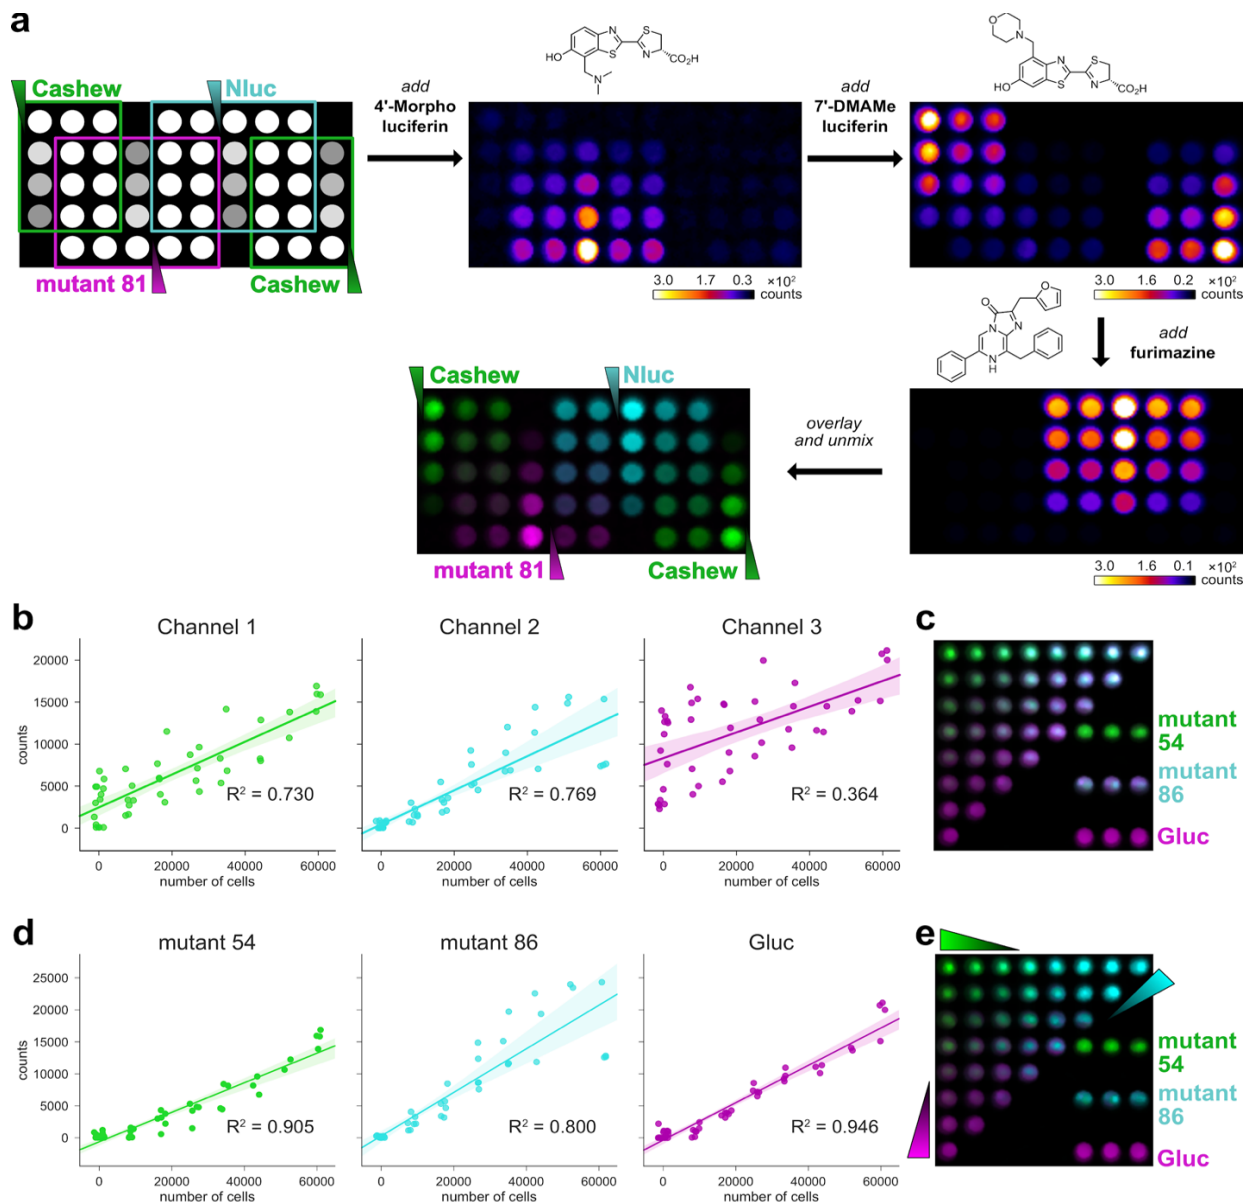 a
Cashew
Nluc
mutant 81
Cashew
add
4'-Morpho
luciferin
HO
N
S
S
N
CO₂H
N
3.0 1.7 0.3 ×10²
counts
add
7'-DMAMe
luciferin
O
N
HO
N
S
S
N
CO₂H
3.0 1.6 0.2 ×10²
counts
add
furimazine
O
O
N
N
N
H
3.0 1.6 0.1 ×10²
counts
overlay
and unmix
Cashew
Nluc
mutant 81
Cashew
b
Channel 1
Channel 2
Channel 3
counts
20000
15000
10000
5000
0
R² = 0.730
R² = 0.769
R² = 0.364
0 20000 40000 60000
number of cells
0 20000 40000 60000
number of cells
0 20000 40000 60000
number of cells
c
mutant
54
mutant
86
Gluc
d
mutant 54
mutant 86
Gluc
counts
25000
20000
15000
10000
5000
0
R² = 0.905
R² = 0.800
R² = 0.946
0 20000 40000 60000
number of cells
0 20000 40000 60000
number of cells
0 20000 40000 60000
number of cells
e
mutant
54
mutant
86
Gluc